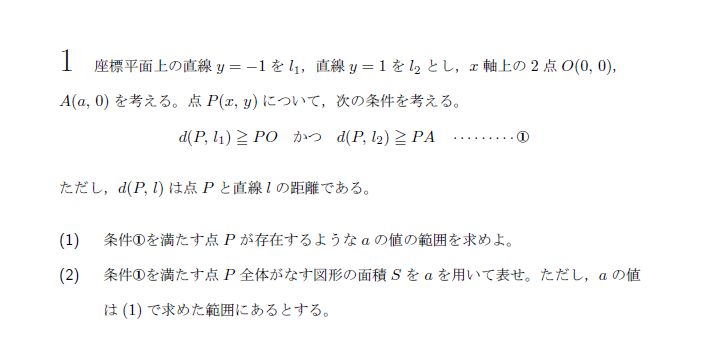 1 座標平面上の直線 y = −1 を l₁, 直線 y = 1 を l₂ とし, x 軸上の 2 点 O(0, 0),
A(a, 0) を考える。点 P(x, y) について, 次の条件を考える。
d(P, l₁) ≧ PO かつ d(P, l₂) ≧ PA ………①
ただし, d(P, l) は点 P と直線 l の距離である。
(1) 条件①を満たす点 P が存在するような a の値の範囲を求めよ。
(2) 条件①を満たす点 P 全体がなす図形の面積 S を a を用いて表せ。ただし, a の値
は (1) で求めた範囲にあるとする。